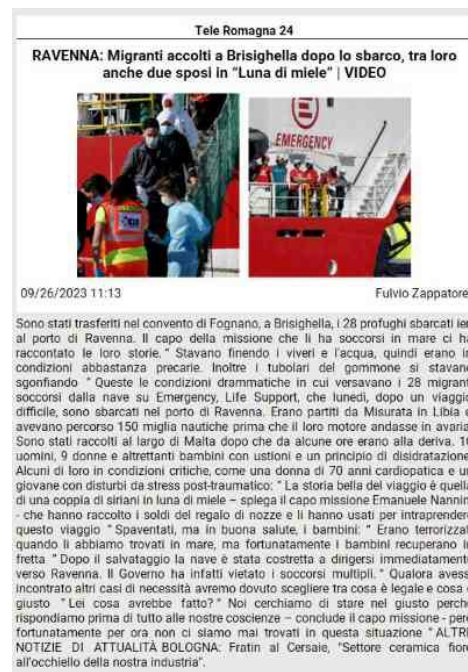 Tele Romagna 24
RAVENNA: Migranti accolti a Brisighella dopo lo sbarco, tra loro
anche due sposi in "Luna di miele" | VIDEO
EMERGENCY
09/26/2023 11:13
Fulvio Zappatore
Sono stati trasferiti nel convento di Fognano, a Brisighella, i 28 profughi sbarcati ier
al porto di Ravenna. Il capo della missione che li ha soccorsi in mare ci ha
raccontato le loro storie. " Stavano finendo i viveri e l'acqua, quindi erano in
condizioni abbastanza precarie. Inoltre i tubolari del gommone si stavano
sgonfiando " Queste le condizioni drammatiche in cui versavano i 28 migranti
soccorsi dalla nave su Emergency, Life Support, che lunedì, dopo un viaggio
difficile, sono sbarcati nel porto di Ravenna. Erano partiti da Misurata in Libia e
avevano percorso 150 miglia nautiche prima che il loro motore andasse in avaria.
Sono stati raccolti al largo di Malta dopo che da alcune ore erano alla deriva. 10
uomini, 9 donne e altrettanti bambini con ustioni e un principio di disidratazione.
Alcuni di loro in condizioni critiche, come una donna di 70 anni cardiopatica e un
giovane con disturbi da stress post-traumatico: " La storia bella del viaggio è quella
di una coppia di siriani in luna di miele – spiega il capo missione Emanuele Nannini
- che hanno raccolto i soldi del regalo di nozze e li hanno usati per intraprendere
questo viaggio " Spaventati, ma in buona salute, i bambini: " Erano terrorizzati
quando li abbiamo trovati in mare, ma fortunatamente i bambini recuperano in
fretta " Dopo il salvataggio la nave è stata costretta a dirigersi immediatamente
verso Ravenna. Il Governo ha infatti vietato i soccorsi multipli. " Qualora avessi
incontrato altri casi di necessità avremo dovuto scegliere tra cosa è legale e cosa è
giusto " Lei cosa avrebbe fatto? " Noi cerchiamo di stare nel giusto perché
rispondiamo prima di tutto alle nostre coscienze – conclude il capo missione - però
fortunatamente per ora non ci siamo mai trovati in questa situazione " ALTRE
NOTIZIE DI ATTUALITÀ BOLOGNA: Fratin al Cersaie, "Settore ceramica fiore
all'occhiello della nostra industria".